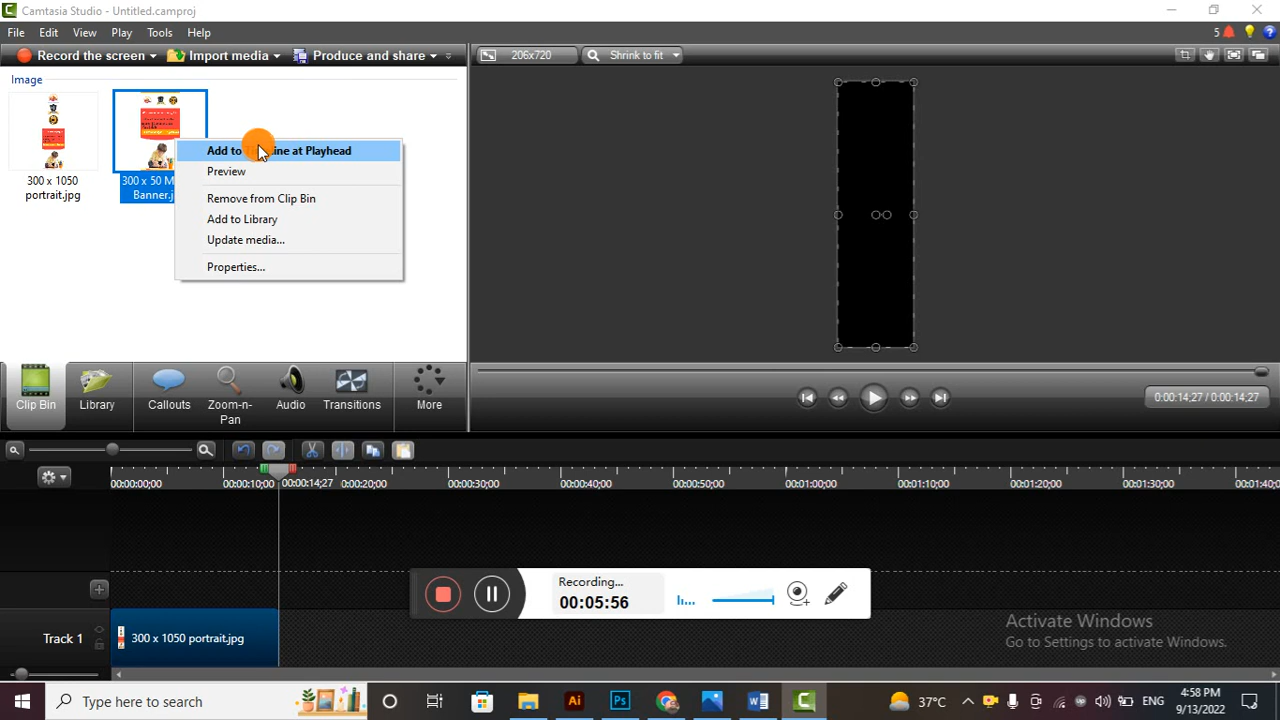 Camtasia Studio - Untitled.camproj
File Edit View Play Tools Help
5
Record the screen Import media Produce and share
206x720 Shrink to fit
Image
300 x 1050
portrait.jpg
300 x 50 M
Banner.j
Add to ine at Playhead
Preview
Remove from Clip Bin
Add to Library
Update media...
Properties...
Clip Bin Library Callouts Zoom-n-
Pan Audio Transitions More
0:00:14;27 / 0:00:14;27
00:00:00;00 00:00:10;00 00:00:14;27 0:00:20;00 00:00:30;00 00:00:40;00 00:00:50;00 00:01:00;00 00:01:10;00 00:01:20;00 00:01:30;00 00:01:40;0
Recording...
00:05:56
Track 1 300 x 1050 portrait.jpg
Activate Windows
Go to Settings to activate Windows.
Type here to search
Ai Ps 37°C ENG 4:58 PM
9/13/2022